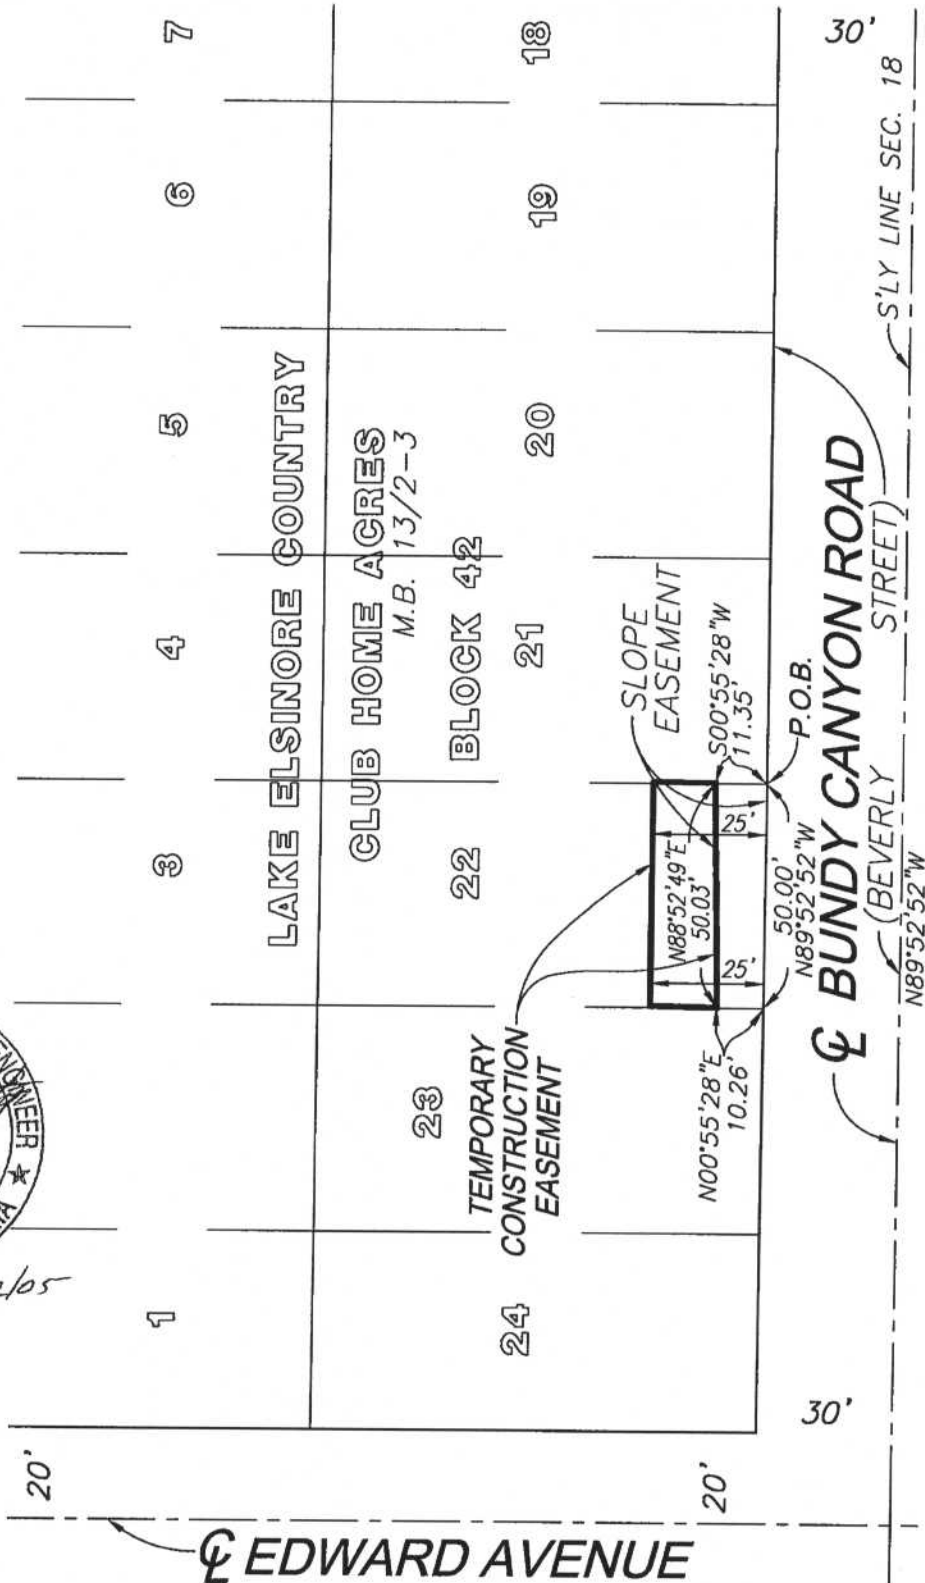 7
6
5
4
3
1
18
19
20
21
22
23
24
LAKE ELSINORE COUNTRY
CLUB HOME ACRES
M.B. 13/2-3
BLOCK 42
SLOPE
EASEMENT
S00°55'28"W
11.35'
P.O.B.
25'
N88°52'49"E
50.03'
25'
50.00'
N89°52'52"W
N00°55'28"E
10.26'
TEMPORARY
CONSTRUCTION
EASEMENT
30'
S'LY LINE SEC. 18
℄ BUNDY CANYON ROAD
(BEVERLY STREET)
N89°52'52"W
30'
20'
20'
℄ EDWARD AVENUE
ENGINEER ★
/05